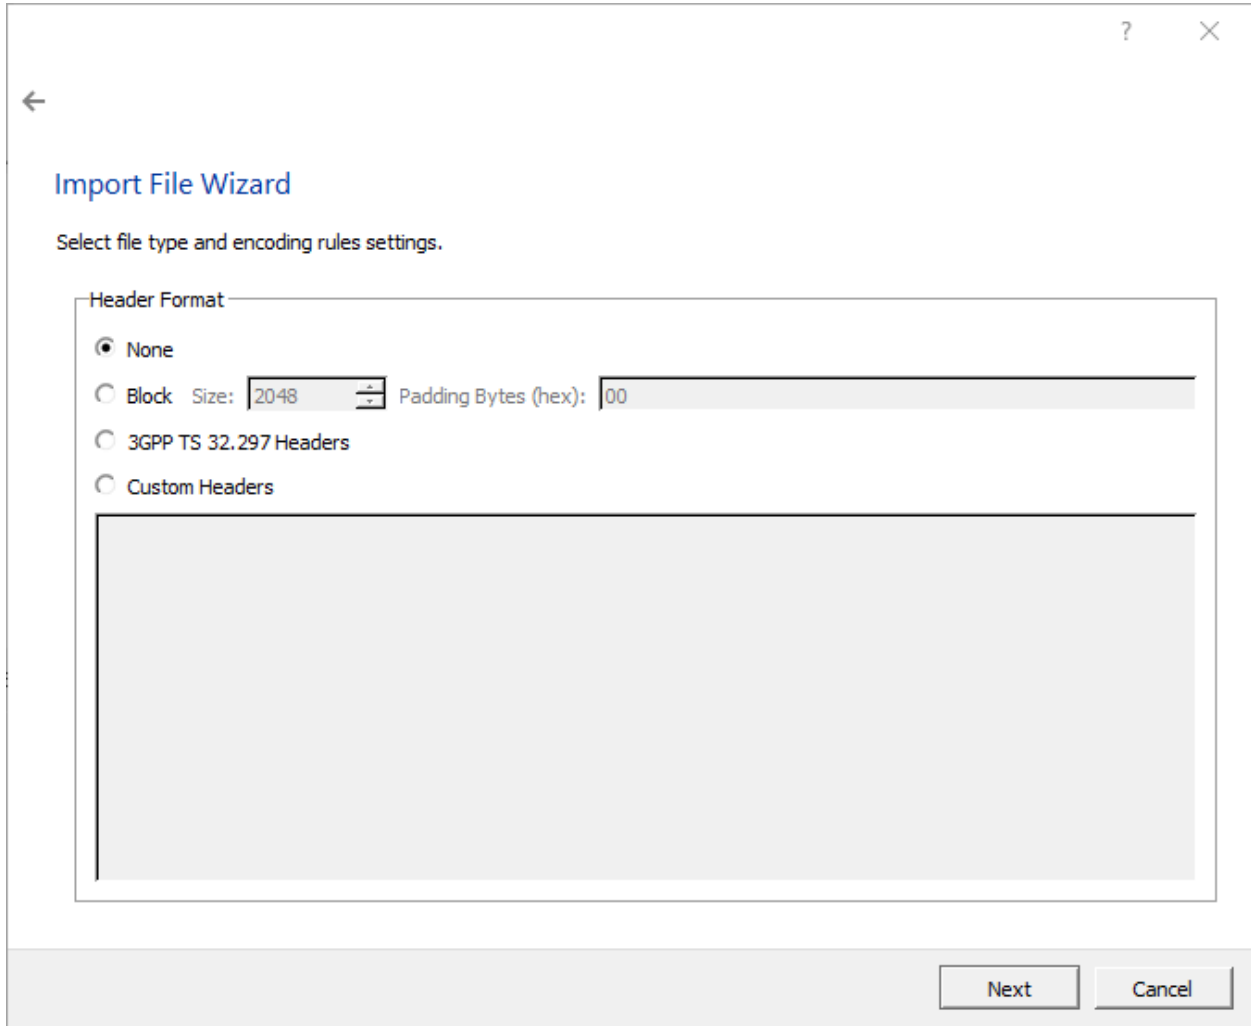 ?
Import File Wizard
Select file type and encoding rules settings.
Header Format
None
Block Size: 2048 Padding Bytes (hex): 00
3GPP TS 32.297 Headers
Custom Headers
Next Cancel